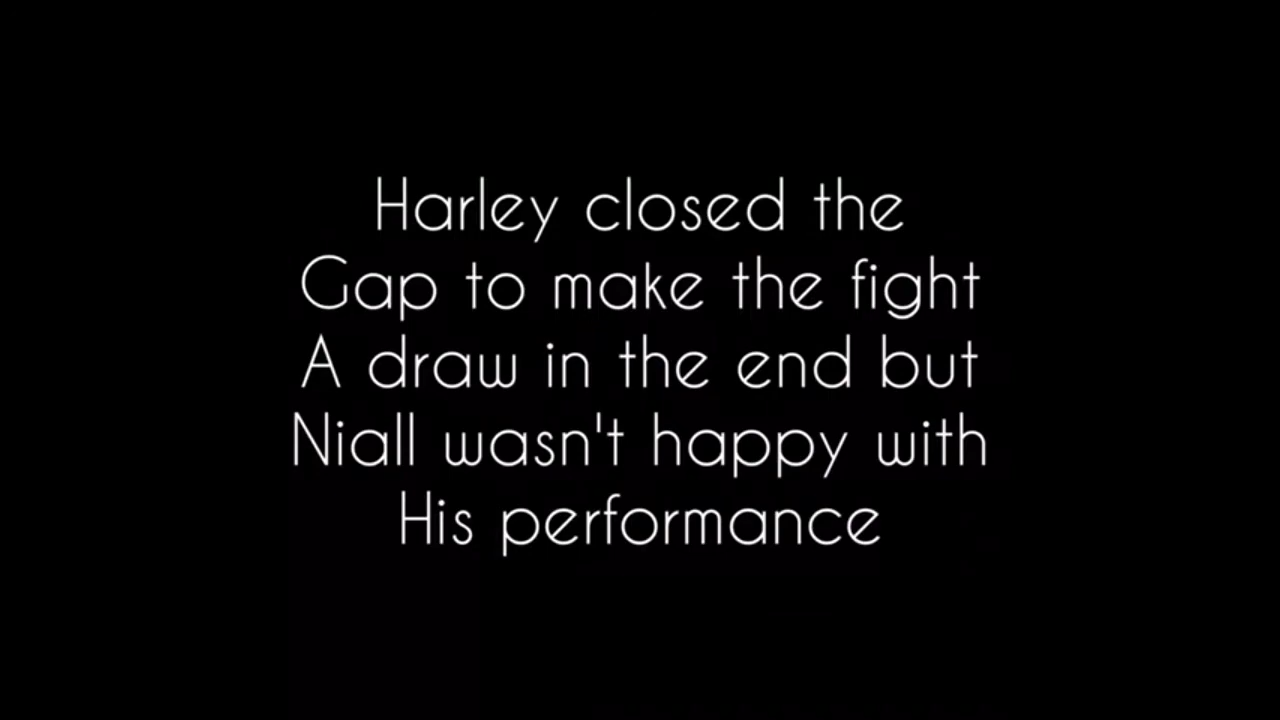 Harley closed the
Gap to make the fight
A draw in the end but
Niall wasn't happy with
His performance